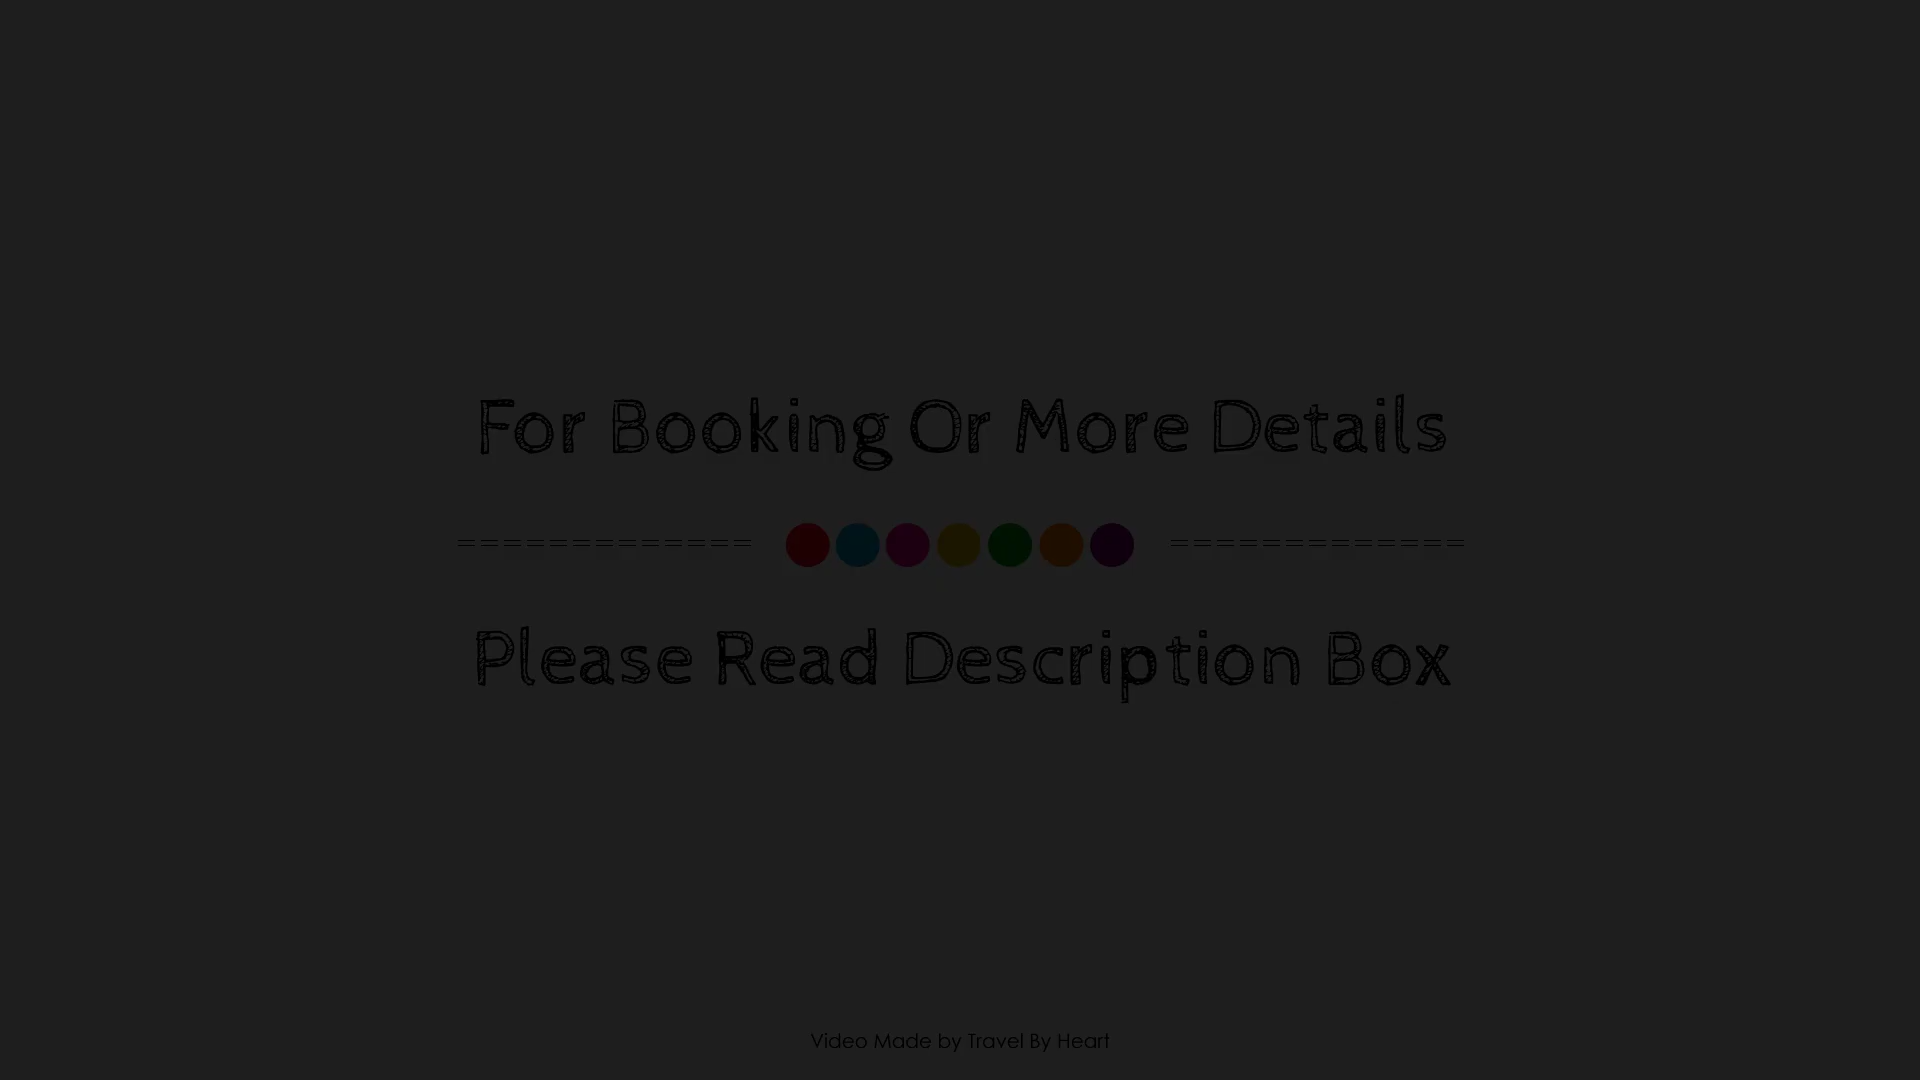 For Booking Or More Details
============= =============
Please Read Description Box
Video Made by Travel By Heart